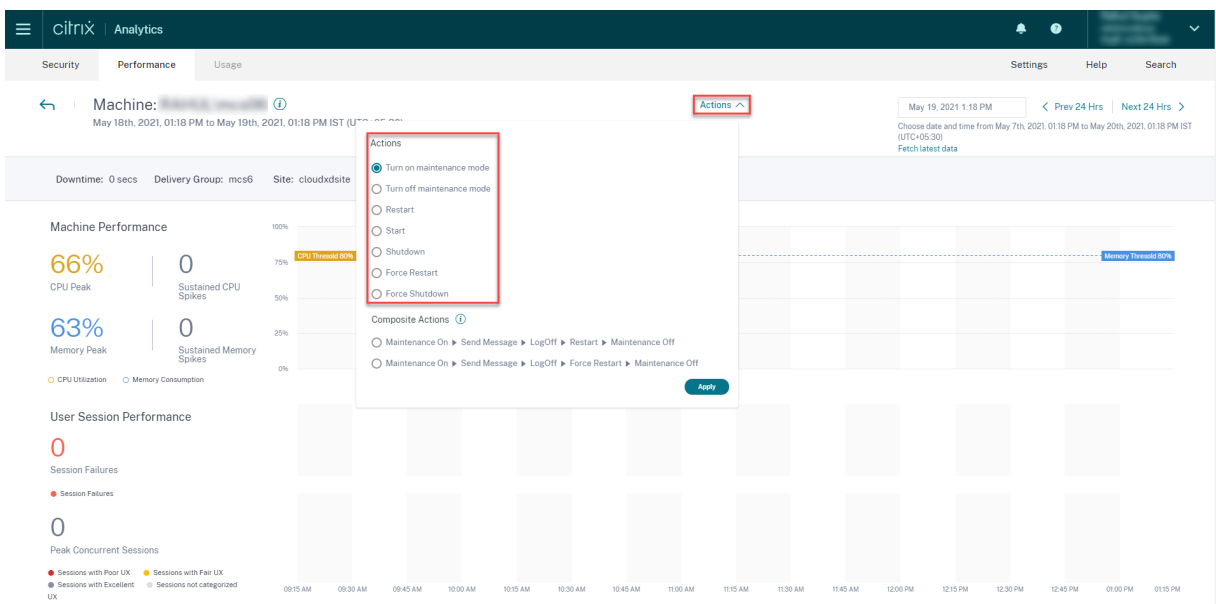 citrix | Analytics
Security Performance Usage Settings Help Search
Machine:
Actions
May 18th, 2021, 01:18 PM to May 19th, 2021, 01:18 PM IST
May 19, 2021 1:18 PM
Prev 24 Hrs Next 24 Hrs
Choose date and time from May 7th, 2021, 01:18 PM to May 20th, 2021, 01:18 PM IST
(UTC+05:30)
Fetch latest data
Downtime: 0 secs Delivery Group: mcs6 Site: cloudxdsite
Actions
Turn on maintenance mode
Turn off maintenance mode
Restart
Start
Shutdown
Force Restart
Force Shutdown
Composite Actions
Maintenance On ▶ Send Message ▶ LogOff ▶ Restart ▶ Maintenance Off
Maintenance On ▶ Send Message ▶ LogOff ▶ Force Restart ▶ Maintenance Off
Apply
Machine Performance
66%
CPU Peak
0
Sustained CPU
Spikes
63%
Memory Peak
0
Sustained Memory
Spikes
CPU Utilization Memory Consumption
100%
75%
50%
25%
0%
CPU Thresold 80%
Memory Thresold 80%
User Session Performance
0
Session Failures
Session Failures
0
Peak Concurrent Sessions
Sessions with Poor UX Sessions with Fair UX
Sessions with Excellent Sessions not categorized
UX
09:15 AM 09:30 AM 09:45 AM 10:00 AM 10:15 AM 10:30 AM 10:45 AM 11:00 AM 11:15 AM 11:30 AM 11:45 AM 12:00 PM 12:15 PM 12:30 PM 12:45 PM 01:00 PM 01:15 PM